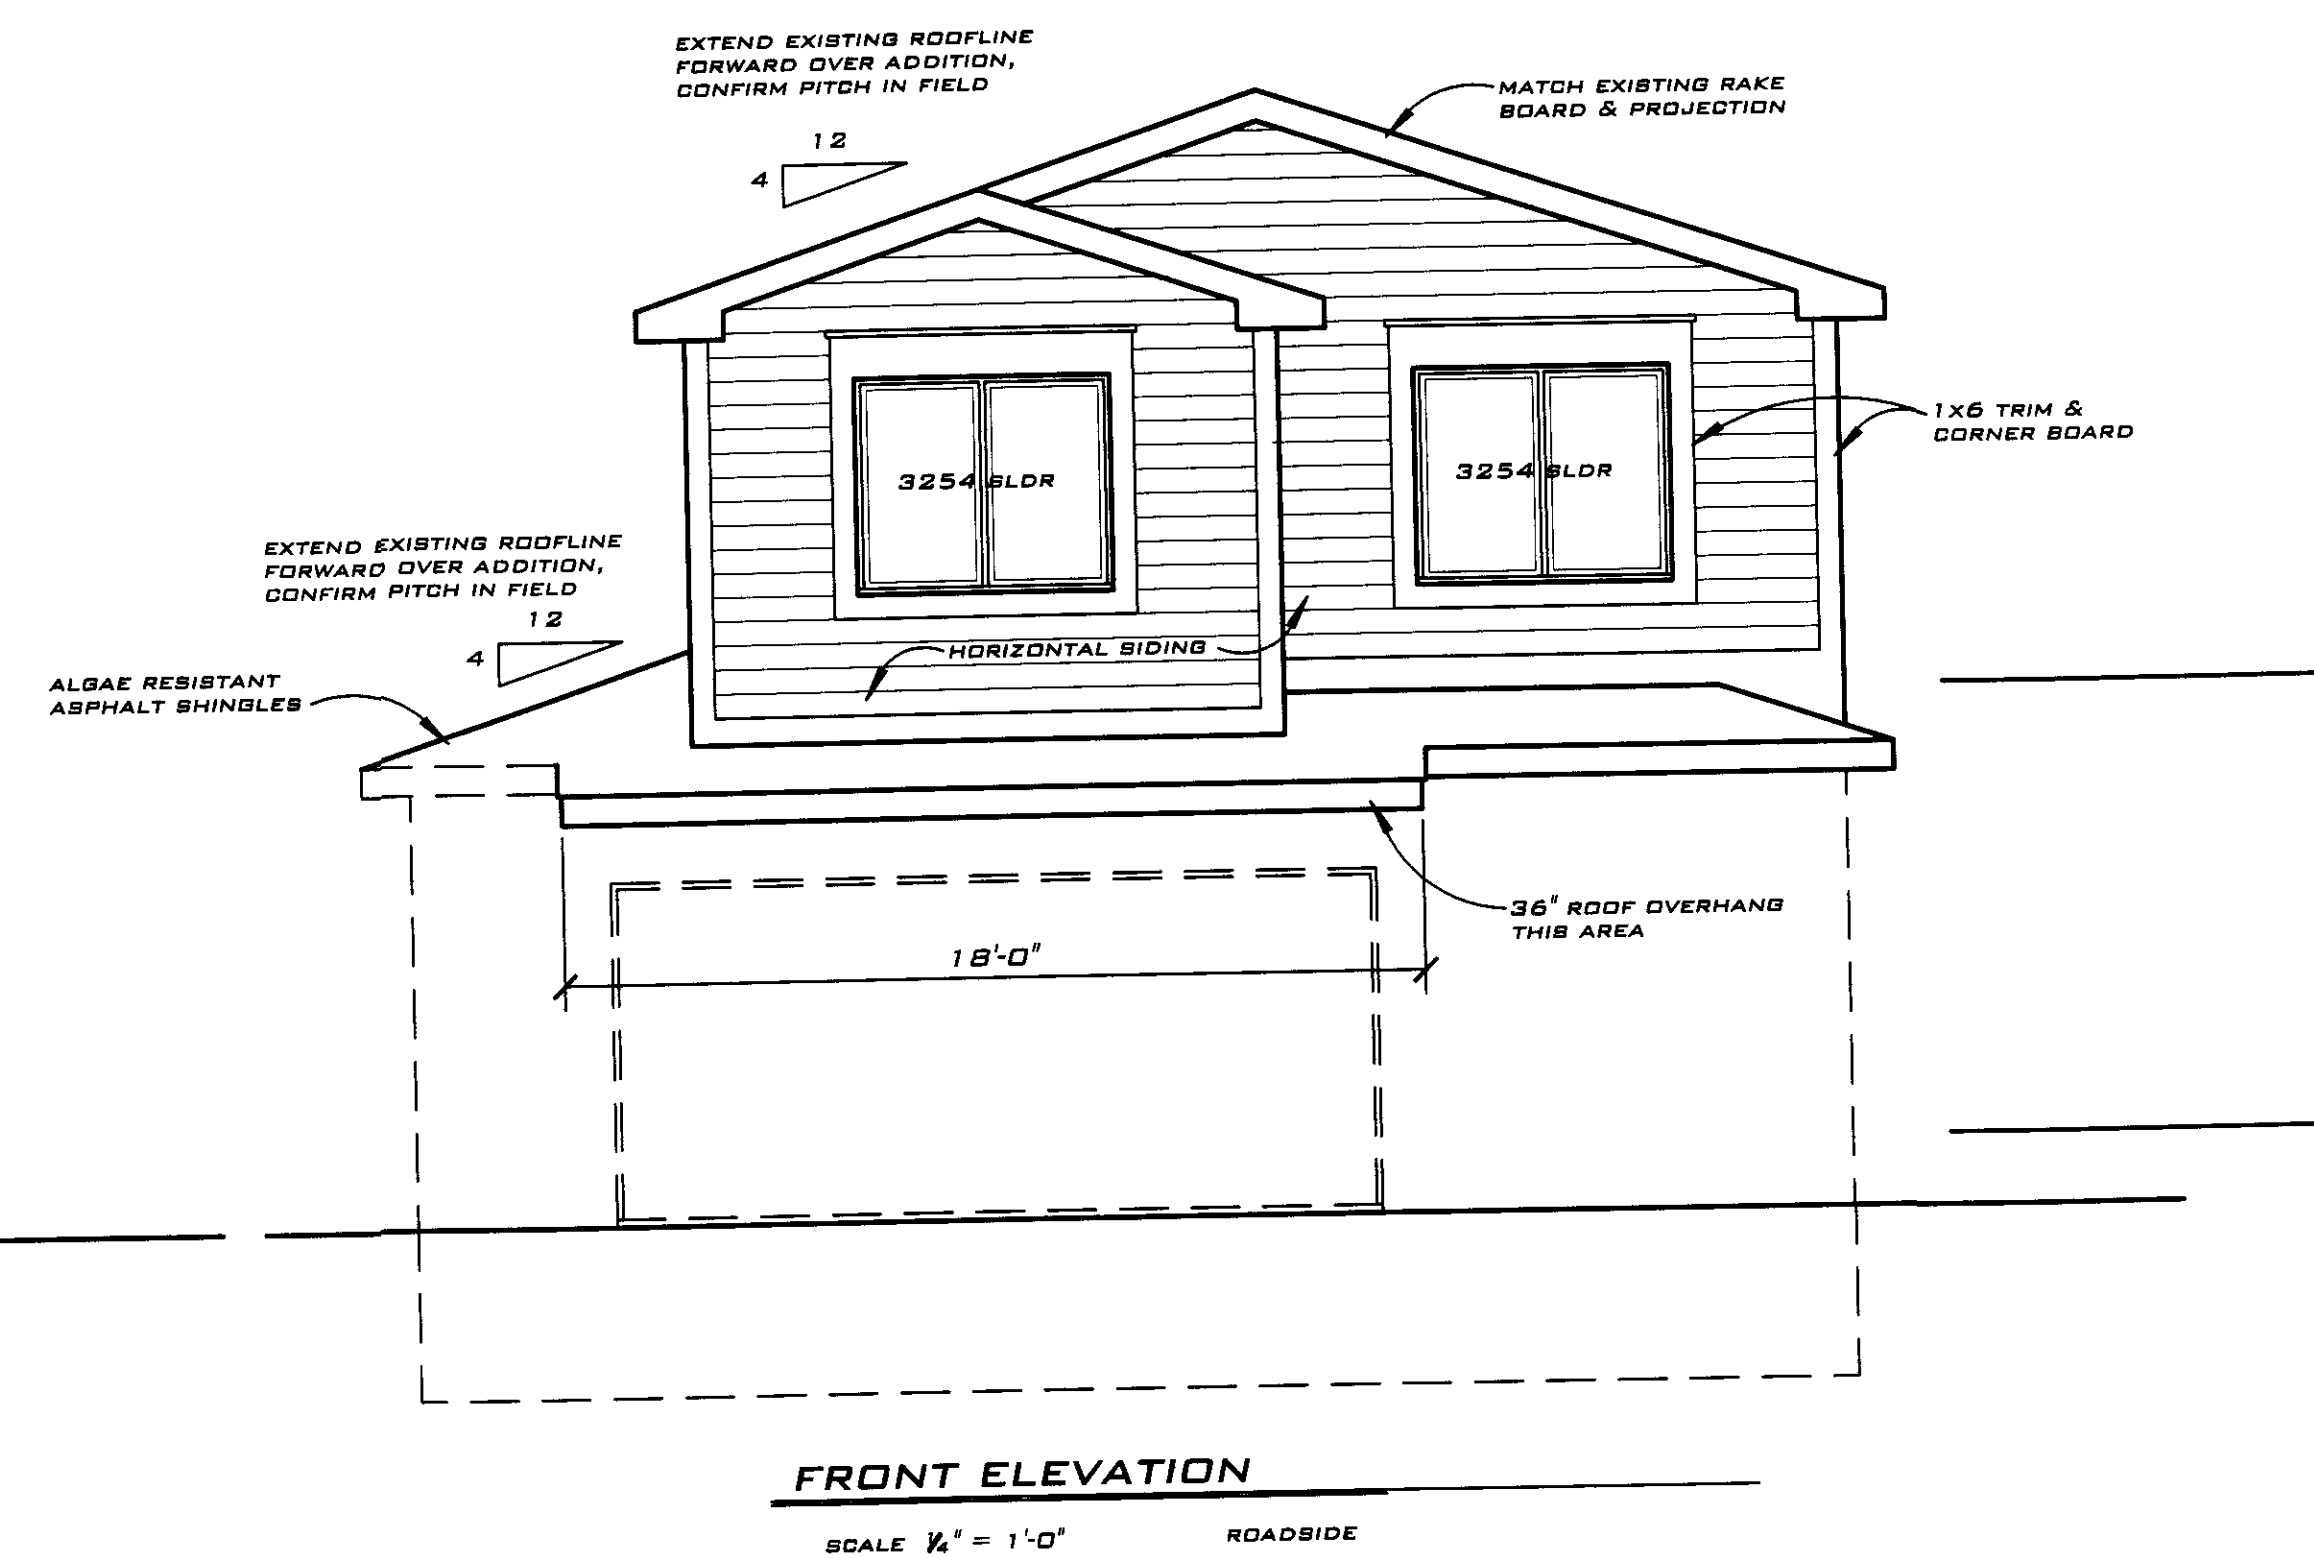 EXTEND EXISTING ROOFLINE
FORWARD OVER ADDITION,
CONFIRM PITCH IN FIELD
MATCH EXISTING RAKE
BOARD & PROJECTION
12
4
1X6 TRIM &
CORNER BOARD
3254 SLDR
3254 SLDR
EXTEND EXISTING ROOFLINE
FORWARD OVER ADDITION,
CONFIRM PITCH IN FIELD
12
4
HORIZONTAL SIDING
ALGAE RESISTANT
ASPHALT SHINGLES
36" ROOF OVERHANG
THIS AREA
18'-0"
FRONT ELEVATION
SCALE 1/4" = 1'-0" ROADSIDE